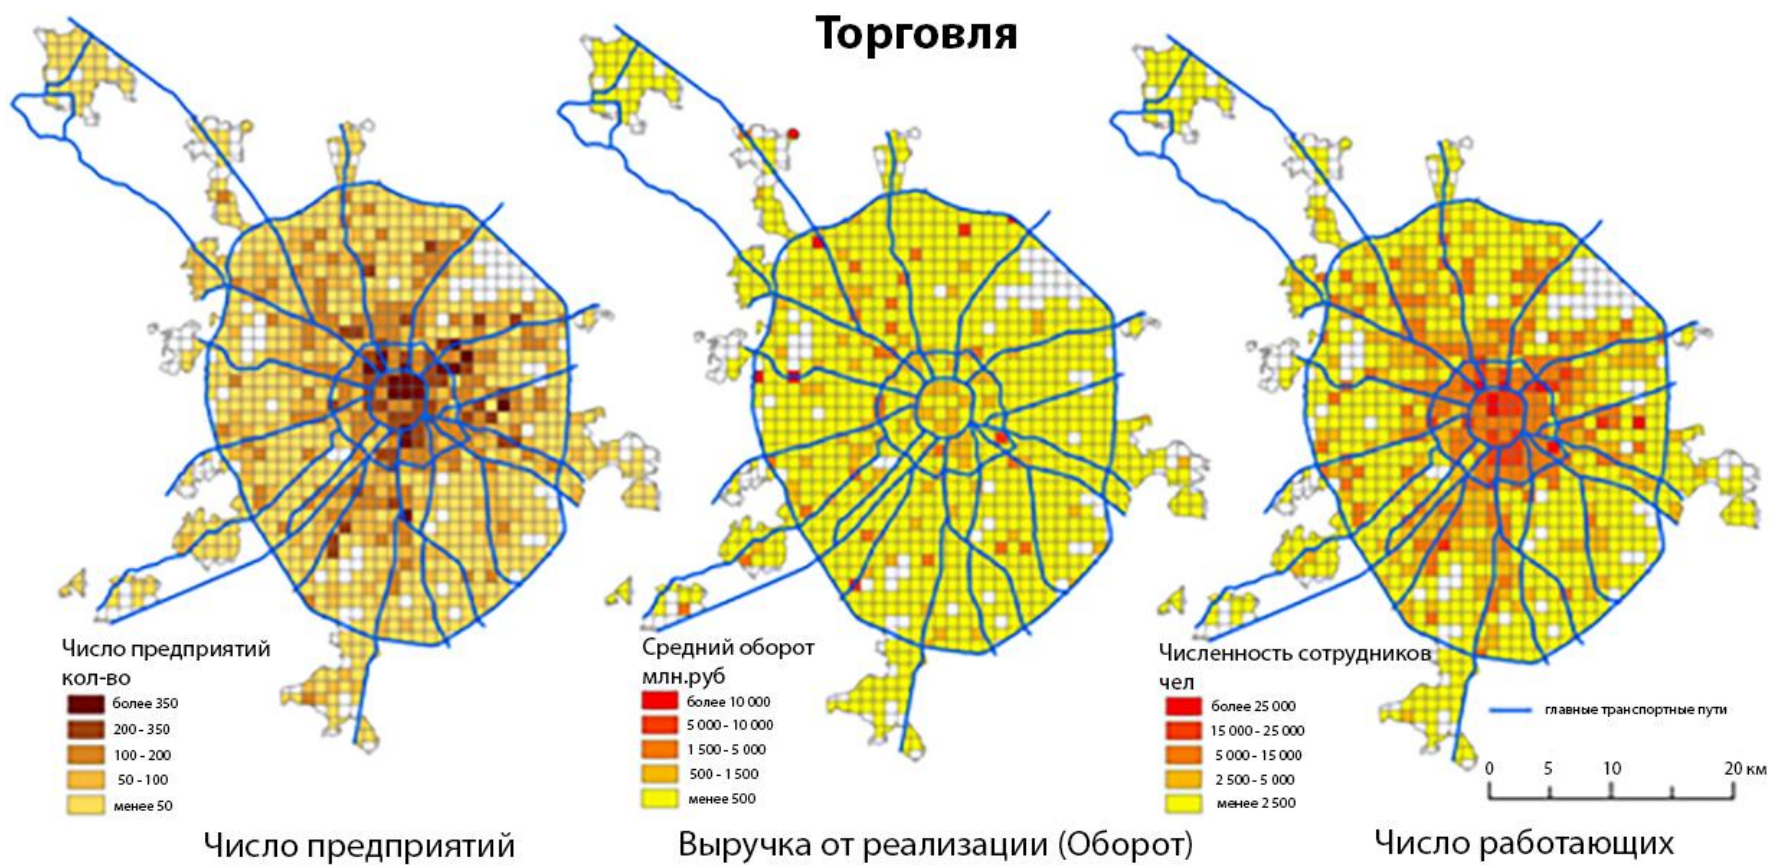 Торговля
Число предприятий
кол-во
более 350
200 - 350
100 - 200
50 - 100
менее 50
Число предприятий
Средний оборот
млн.руб
более 10 000
5 000 - 10 000
1 500 - 5 000
500 - 1 500
менее 500
Выручка от реализации (Оборот)
Численность сотрудников
чел
более 25 000
15 000 - 25 000
5 000 - 15 000
2 500 - 5 000
менее 2 500
главные транспортные пути
0 5 10 20 км
Число работающих